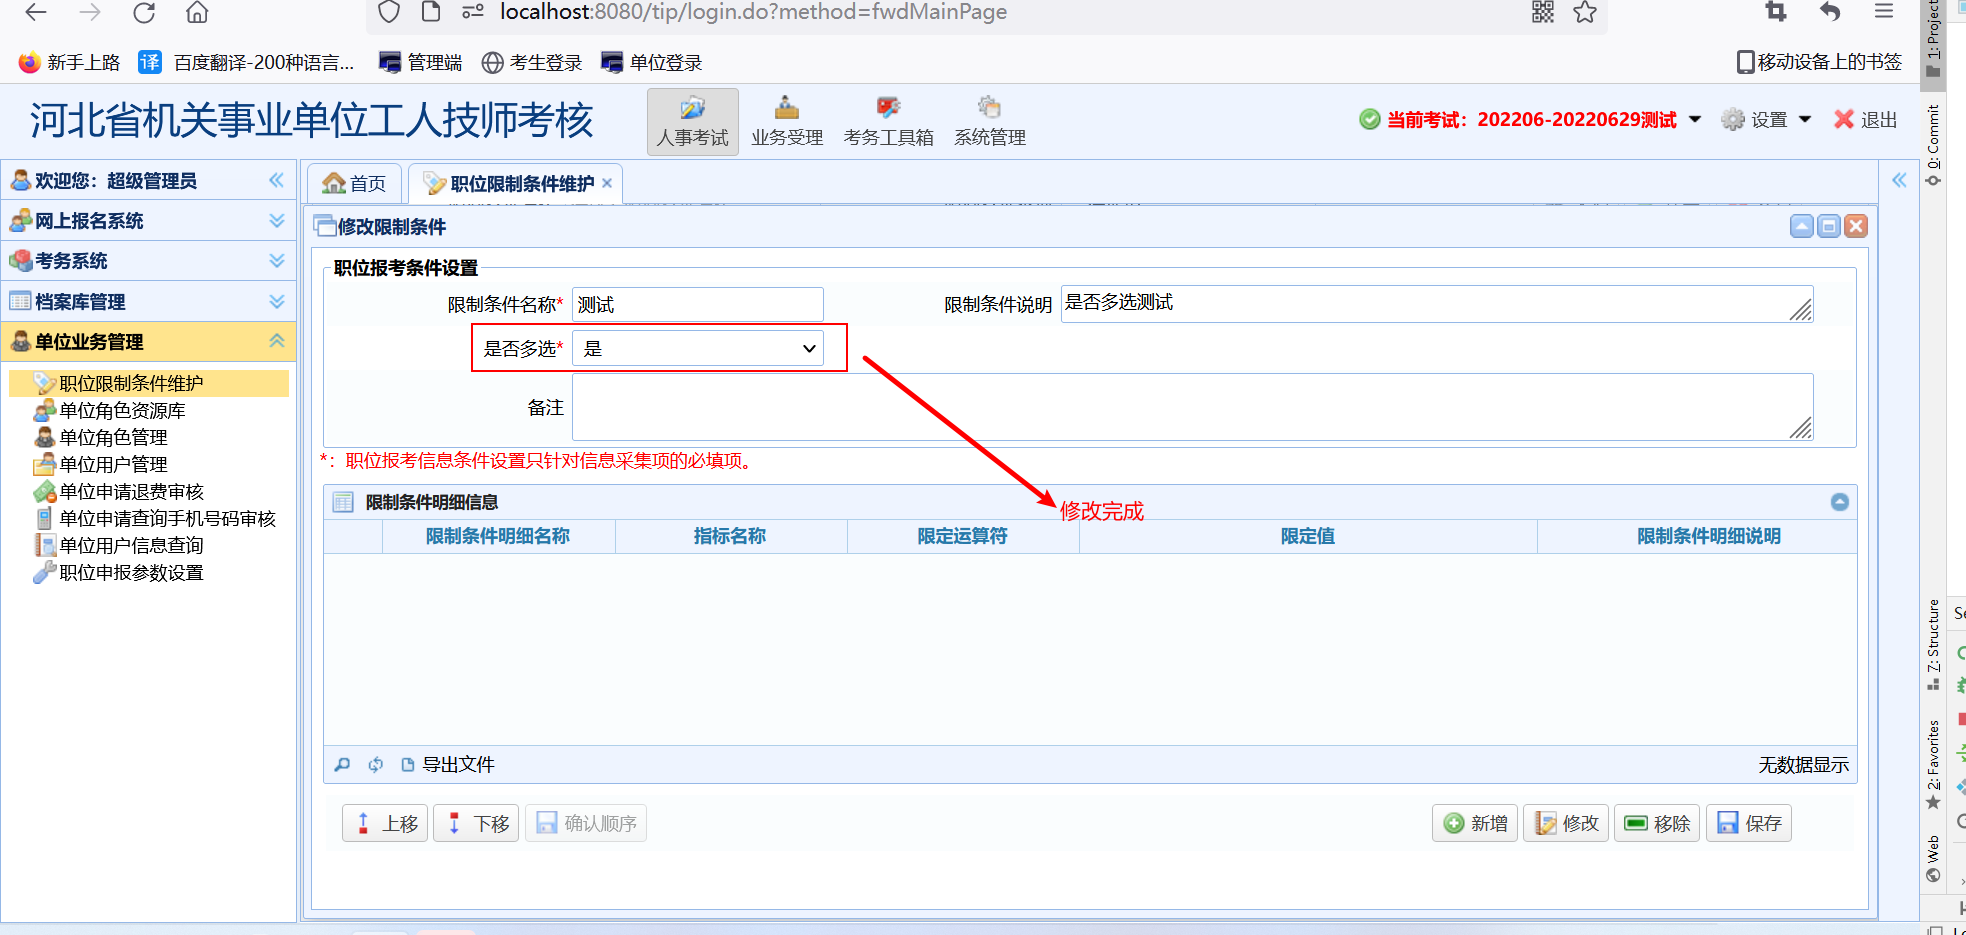 localhost:8080/tip/login.do?method=fwdMainPage
新手上路 译 百度翻译-200种语言... 管理端 考生登录 单位登录 移动设备上的书签
河北省机关事业单位工人技师考核
人事考试 业务受理 考务工具箱 系统管理
当前考试：202206-20220629测试 设置 退出
欢迎您：超级管理员
网上报名系统
考务系统
档案库管理
单位业务管理
职位限制条件维护
单位角色资源库
单位角色管理
单位用户管理
单位申请退费审核
单位申请查询手机号码审核
单位用户信息查询
职位申报参数设置
首页 职位限制条件维护
修改限制条件
职位报考条件设置
限制条件名称* 测试 限制条件说明 是否多选测试
是否多选* 是
备注
*：职位报考信息条件设置只针对信息采集项的必填项。
限制条件明细信息
修改完成
限制条件明细名称 指标名称 限定运算符 限定值 限制条件明细说明
导出文件 无数据显示
上移 下移 确认顺序 新增 修改 移除 保存
1: Project
0: Commit
7: Structure
2: Favorites
Web